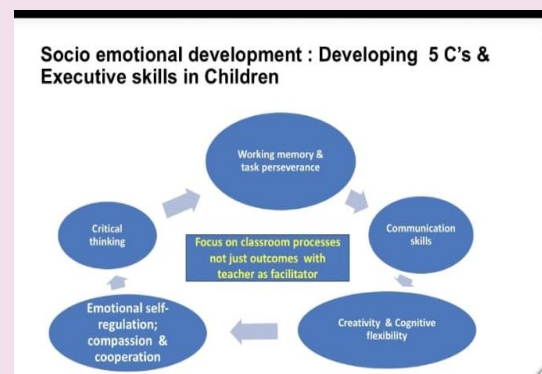 Socio emotional development : Developing 5 C's &
Executive skills in Children
Working memory &
task perseverance
Communication
skills
Creativity & Cognitive
flexibility
Emotional self-
regulation;
compassion &
cooperation
Critical
thinking
Focus on classroom processes
not just outcomes with
teacher as facilitator